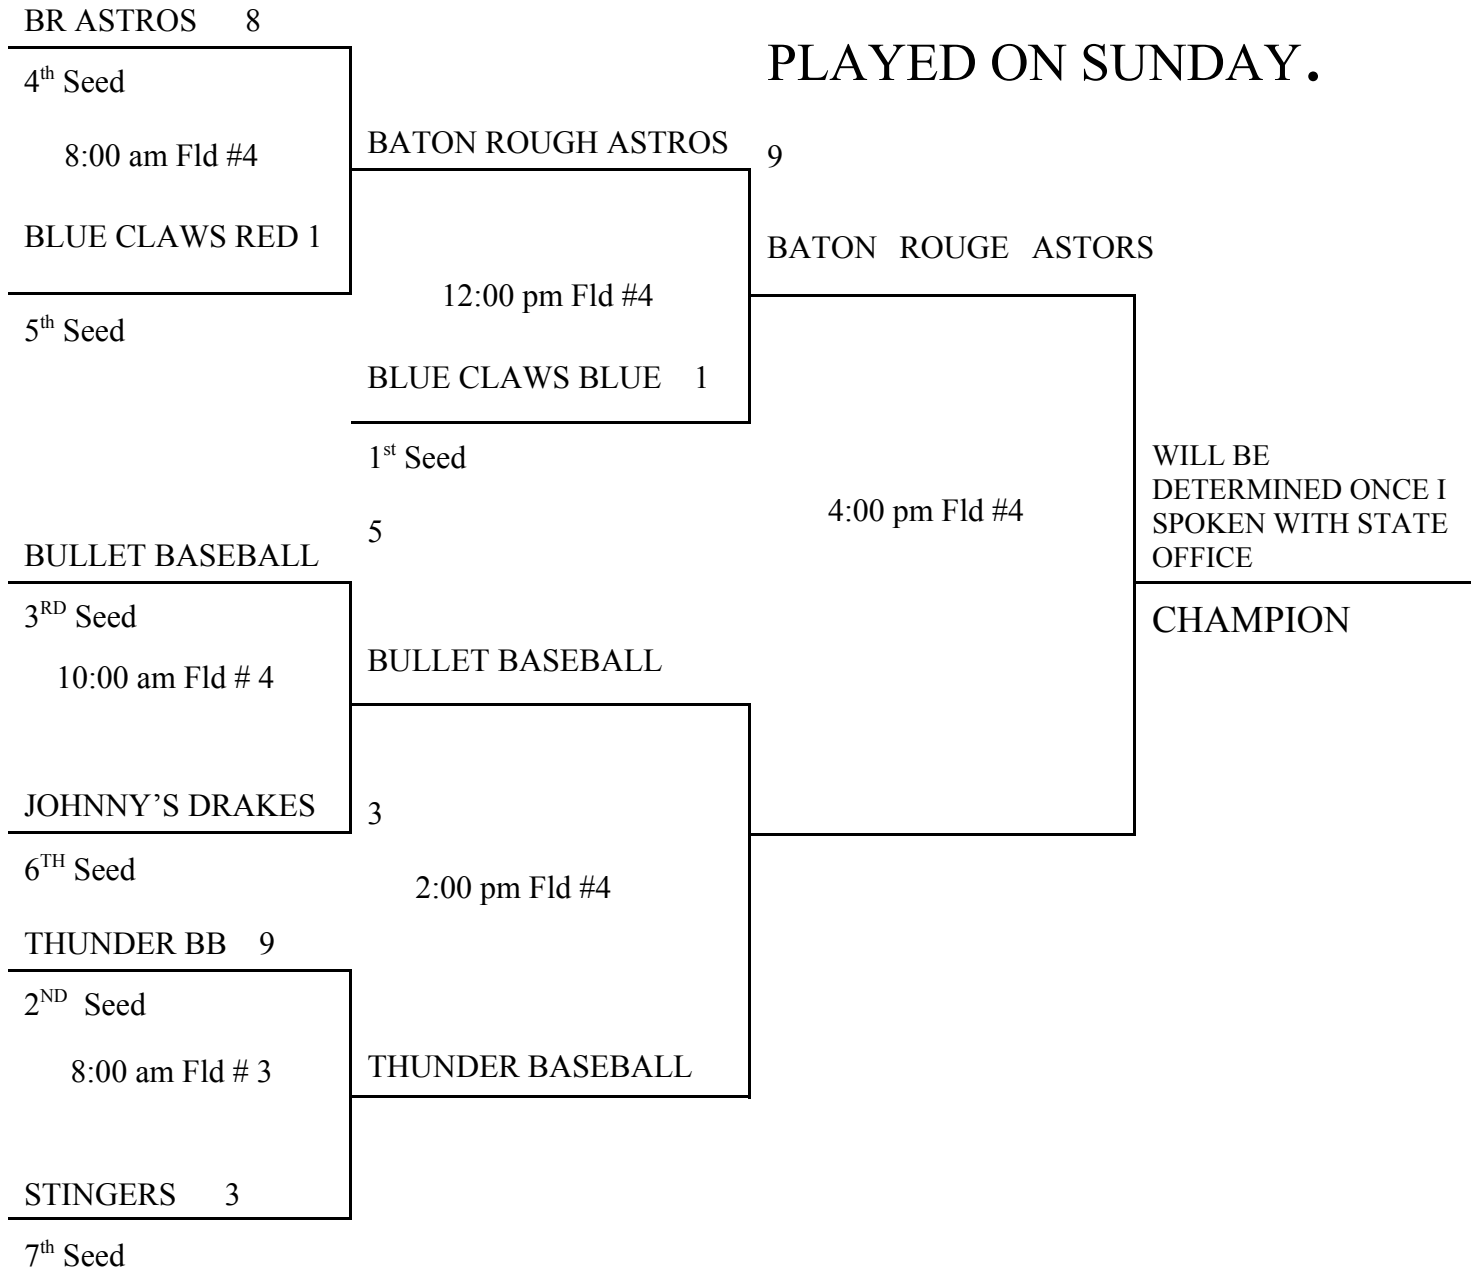 BR ASTROS 8
PLAYED ON SUNDAY.
4th Seed
8:00 am Fld #4
BATON ROUGH ASTROS
9
BLUE CLAWS RED 1
BATON ROUGE ASTORS
12:00 pm Fld #4
5th Seed
BLUE CLAWS BLUE 1
1st Seed
WILL BE
DETERMINED ONCE I
SPOKEN WITH STATE
OFFICE
4:00 pm Fld #4
5
BULLET BASEBALL
3RD Seed
CHAMPION
BULLET BASEBALL
10:00 am Fld # 4
JOHNNY’S DRAKES
3
6TH Seed
2:00 pm Fld #4
THUNDER BB 9
2ND Seed
8:00 am Fld # 3
THUNDER BASEBALL
STINGERS 3
7th Seed